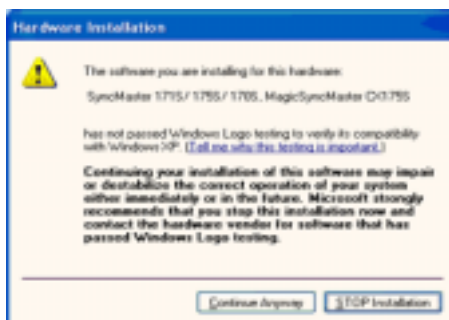 Hardware Installation
The software you are installing for this hardware:
SyncMaster 171S/ 175S/ 170S, MagicSyncMaster CX175S
has not passed Windows Logo testing to verify its compatibility
with Windows XP. (Tell me why this testing is important.)
Continuing your installation of this software may impair
or destabilize the correct operation of your system
either immediately or in the future. Microsoft strongly
recommends that you stop this installation now and
contact the hardware vendor for software that has
passed Windows Logo testing.
Continue Anyway
STOP Installation